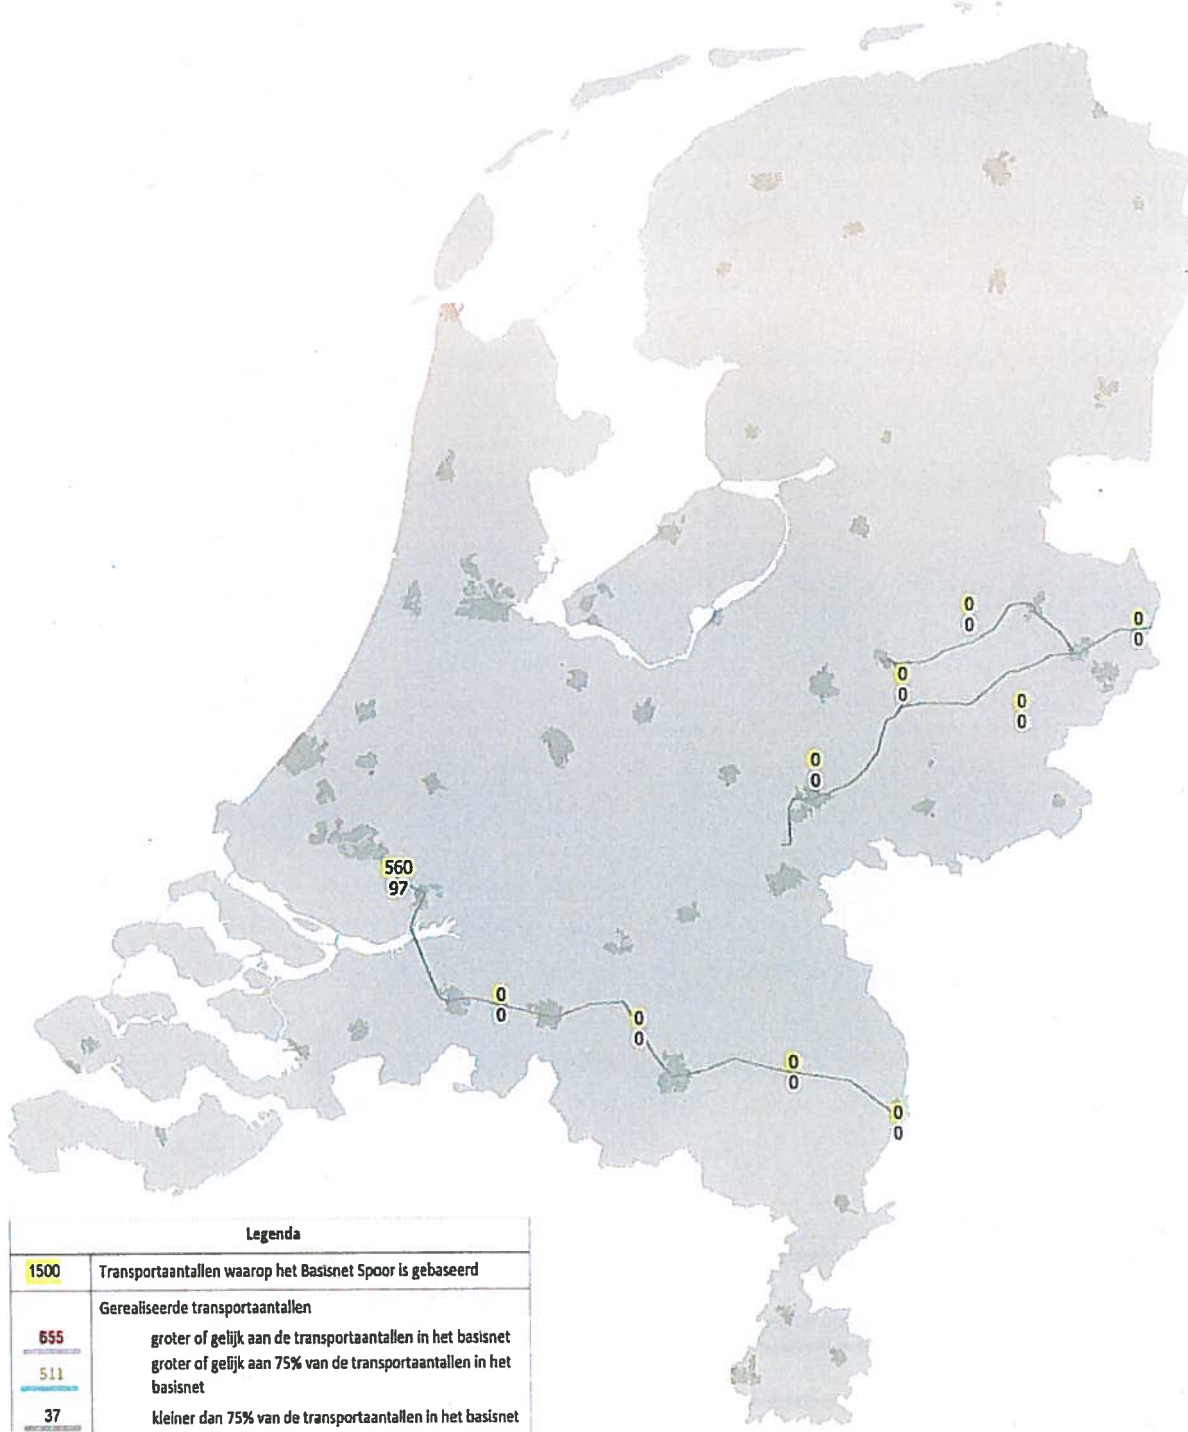 0
0
0
0
0
0
0
0
0
0
560
97
0
0
0
0
0
0
0
0
Legenda
1500 Transportaantallen waarop het Basisnet Spoor is gebaseerd
Gerealiseerde transportaantallen
655 groter of gelijk aan de transportaantallen in het basisnet
511 groter of gelijk aan 75% van de transportaantallen in het
basisnet
37 kleiner dan 75% van de transportaantallen in het basisnet